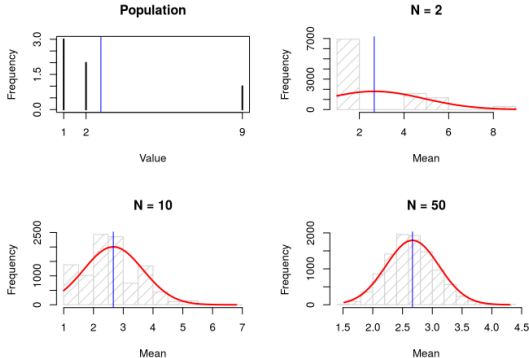 Population
Frequency
0.0 1.5 3.0
1 2 9
Value
N = 2
Frequency
0 3000 7000
2 4 6 8
Mean
N = 10
Frequency
0 1000 2500
1 2 3 4 5 6 7
Mean
N = 50
Frequency
0 1000 2000
1.5 2.0 2.5 3.0 3.5 4.0 4.5
Mean